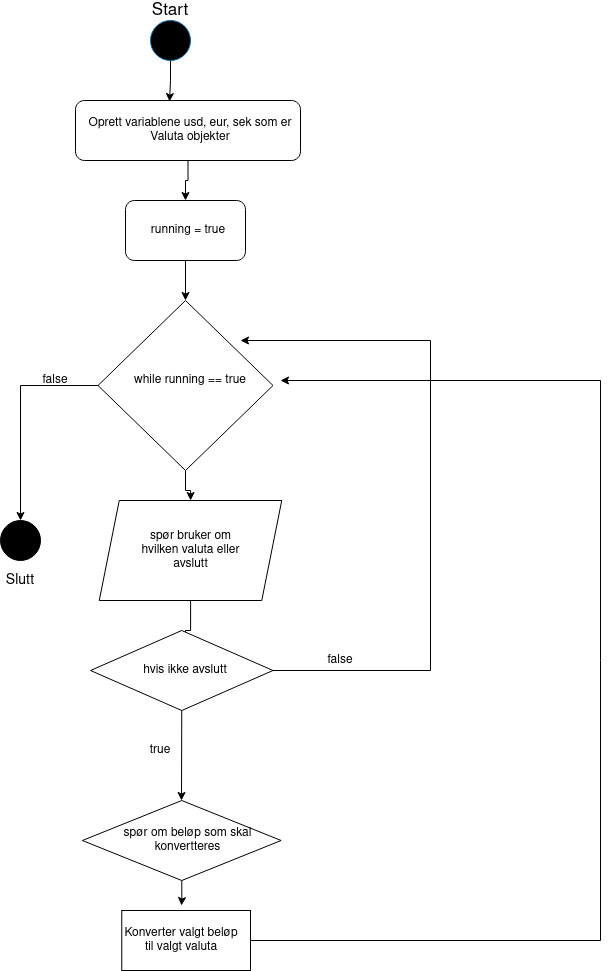 Start
Oprett variablene usd, eur, sek som er
Valuta objekter
running = true
while running == true
false
spør bruker om
hvilken valuta eller
avslutt
Slutt
hvis ikke avslutt
false
true
spør om beløp som skal
konvertteres
Konverter valgt beløp
til valgt valuta